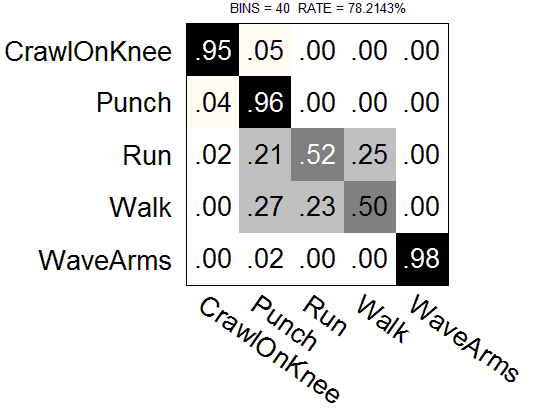 BINS = 40 RATE = 78.2143%
CrawlOnKnee .95 .05 .00 .00 .00
Punch .04 .96 .00 .00 .00
Run .02 .21 .52 .25 .00
Walk .00 .27 .23 .50 .00
WaveArms .00 .02 .00 .00 .98
CrawlOnKnee
Punch
Run
Walk
WaveArms